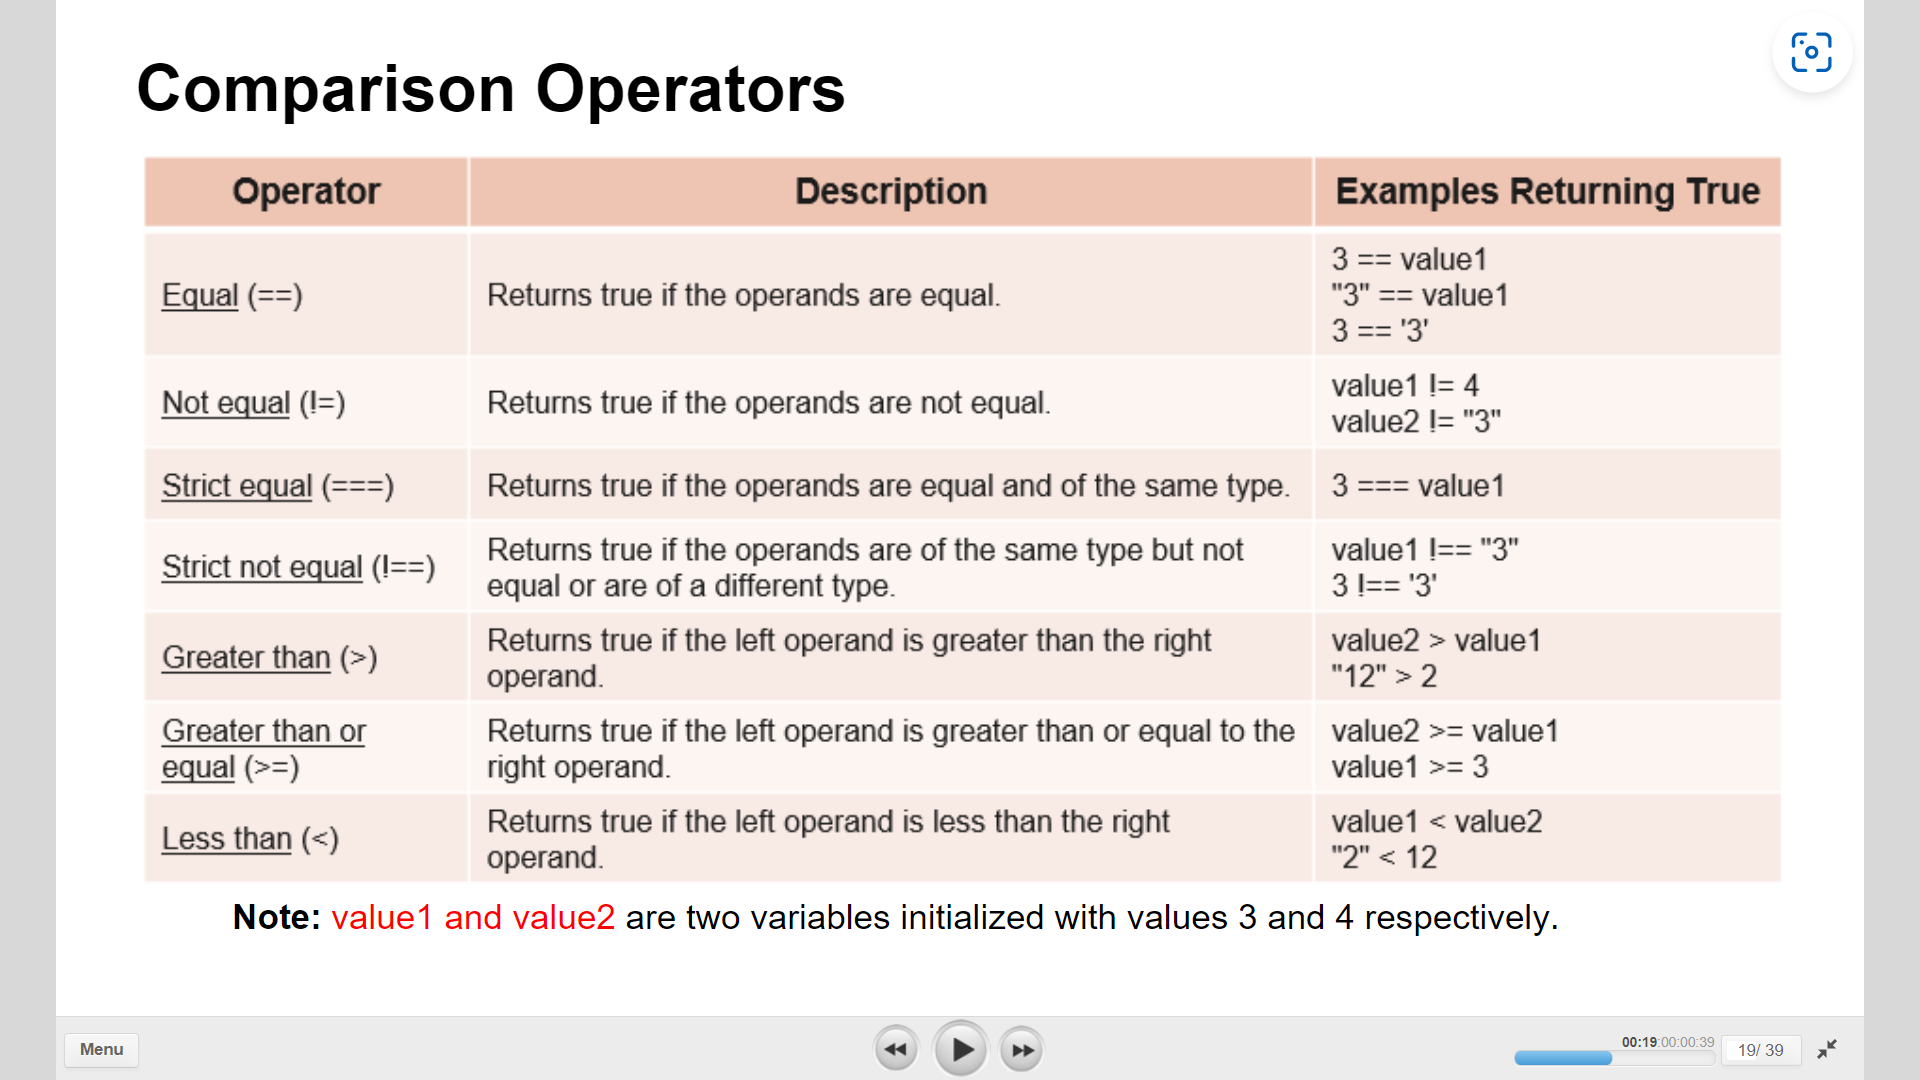 Comparison Operators
Operator
Description
Examples Returning True
Equal (==)
Returns true if the operands are equal.
3 == value1
"3" == value1
3 == '3'
Not equal (!=)
Returns true if the operands are not equal.
value1 != 4
value2 != "3"
Strict equal (===)
Returns true if the operands are equal and of the same type.
3 === value1
Strict not equal (!==)
Returns true if the operands are of the same type but not
equal or are of a different type.
value1 !== "3"
3 !== '3'
Greater than (>)
Returns true if the left operand is greater than the right
operand.
value2 > value1
"12" > 2
Greater than or
equal (>=)
Returns true if the left operand is greater than or equal to the
right operand.
value2 >= value1
value1 >= 3
Less than (<)
Returns true if the left operand is less than the right
operand.
value1 < value2
"2" < 12
Note: value1 and value2 are two variables initialized with values 3 and 4 respectively.
Menu
00:19:00:00:39
19/ 39